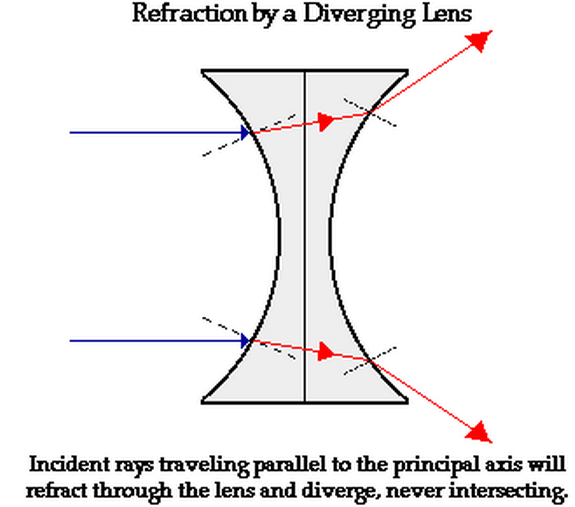 Refraction by a Diverging Lens
Incident rays traveling parallel to the principal axis will
refract through the lens and diverge, never intersecting.